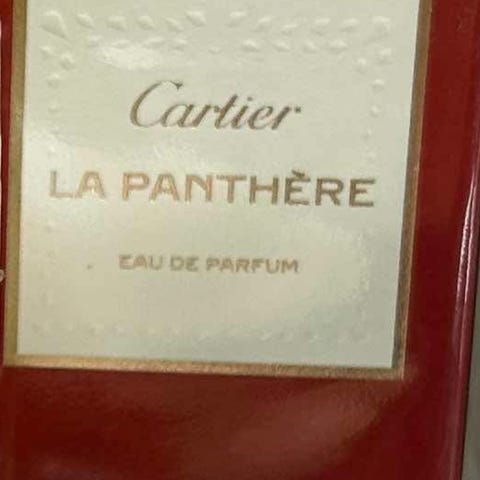 Cartier
LA PANTHÈRE
EAU DE PARFUM